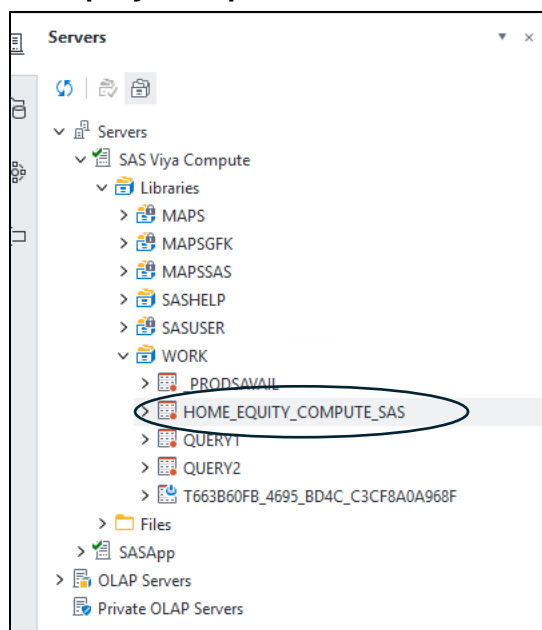 Servers
Servers
SAS Viya Compute
Libraries
MAPS
MAPSGFK
MAPSSAS
SASHELP
SASUSER
WORK
_PRODSAVAIL
HOME_EQUITY_COMPUTE_SAS
QUERY1
QUERY2
T663B60FB_4695_BD4C_C3CF8A0A968F
Files
SASApp
OLAP Servers
Private OLAP Servers